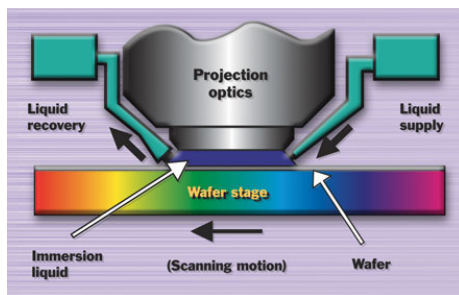 Projection
optics
Liquid
recovery
Liquid
supply
Wafer stage
Immersion
liquid
(Scanning motion)
Wafer